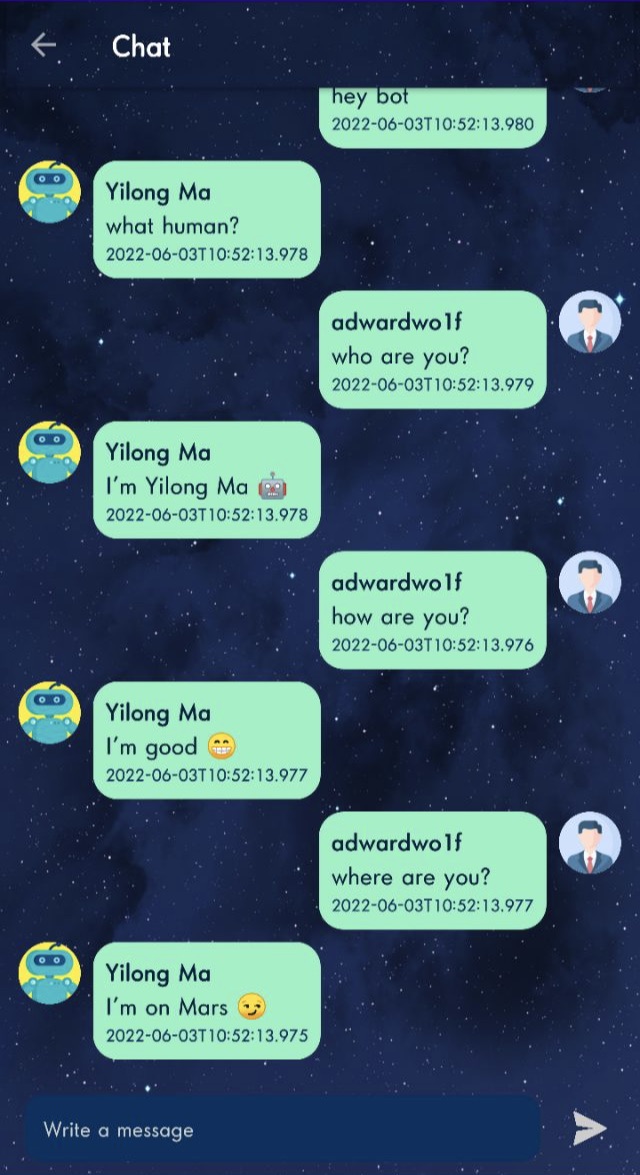 Chat
hey bot
2022-06-03T10:52:13.980
Yilong Ma
what human?
2022-06-03T10:52:13.978
adwardwo1f
who are you?
2022-06-03T10:52:13.979
Yilong Ma
I'm Yilong Ma 🤖
2022-06-03T10:52:13.978
adwardwo1f
how are you?
2022-06-03T10:52:13.976
Yilong Ma
I'm good 😁
2022-06-03T10:52:13.977
adwardwo1f
where are you?
2022-06-03T10:52:13.977
Yilong Ma
I'm on Mars 😏
2022-06-03T10:52:13.975
Write a message